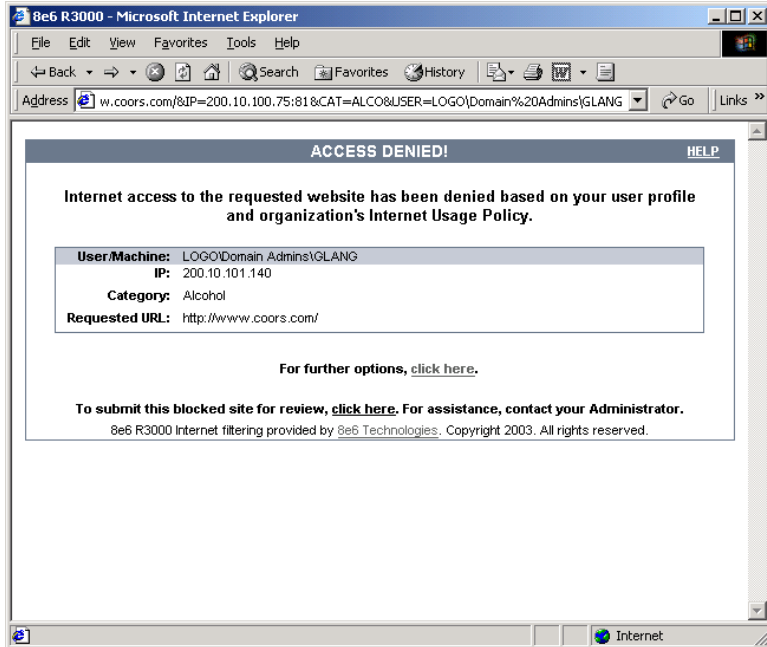 8e6 R3000 - Microsoft Internet Explorer
File Edit View Favorites Tools Help
Back Search Favorites History
Address w.coors.com/&IP=200.10.100.75:81&CAT=ALCO&USER=LOGO\Domain%20Admins\GLANG Go Links »
ACCESS DENIED! HELP
Internet access to the requested website has been denied based on your user profile
and organization's Internet Usage Policy.
User/Machine: LOGO\Domain Admins\GLANG
IP: 200.10.101.140
Category: Alcohol
Requested URL: http://www.coors.com/
For further options, click here.
To submit this blocked site for review, click here. For assistance, contact your Administrator.
8e6 R3000 Internet filtering provided by 8e6 Technologies. Copyright 2003. All rights reserved.
Internet